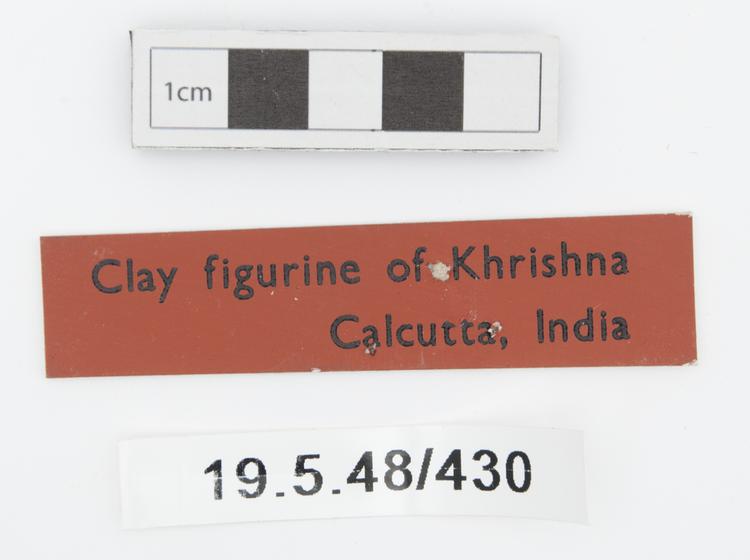 1cm
Clay figurine of Khrishna
Calcutta, India
19.5.48/430